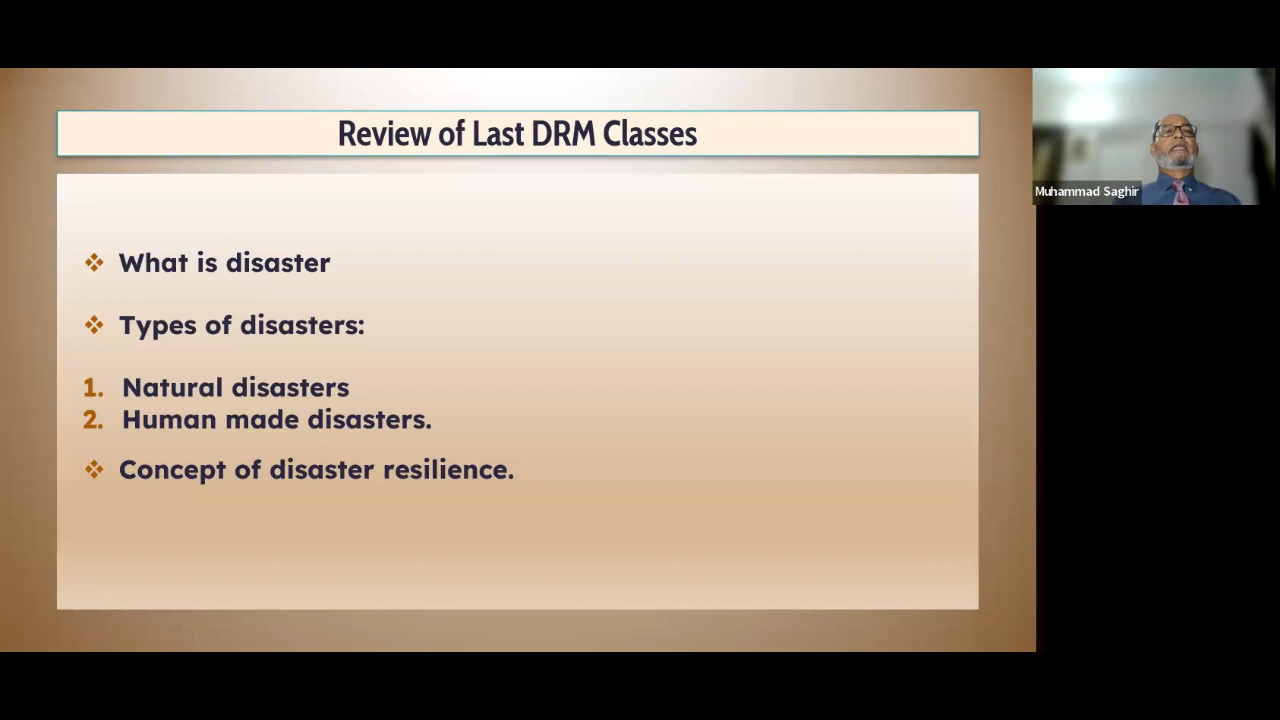 Review of Last DRM Classes
❖ What is disaster
❖ Types of disasters:
1. Natural disasters
2. Human made disasters.
❖ Concept of disaster resilience.
Muhammad Saghir